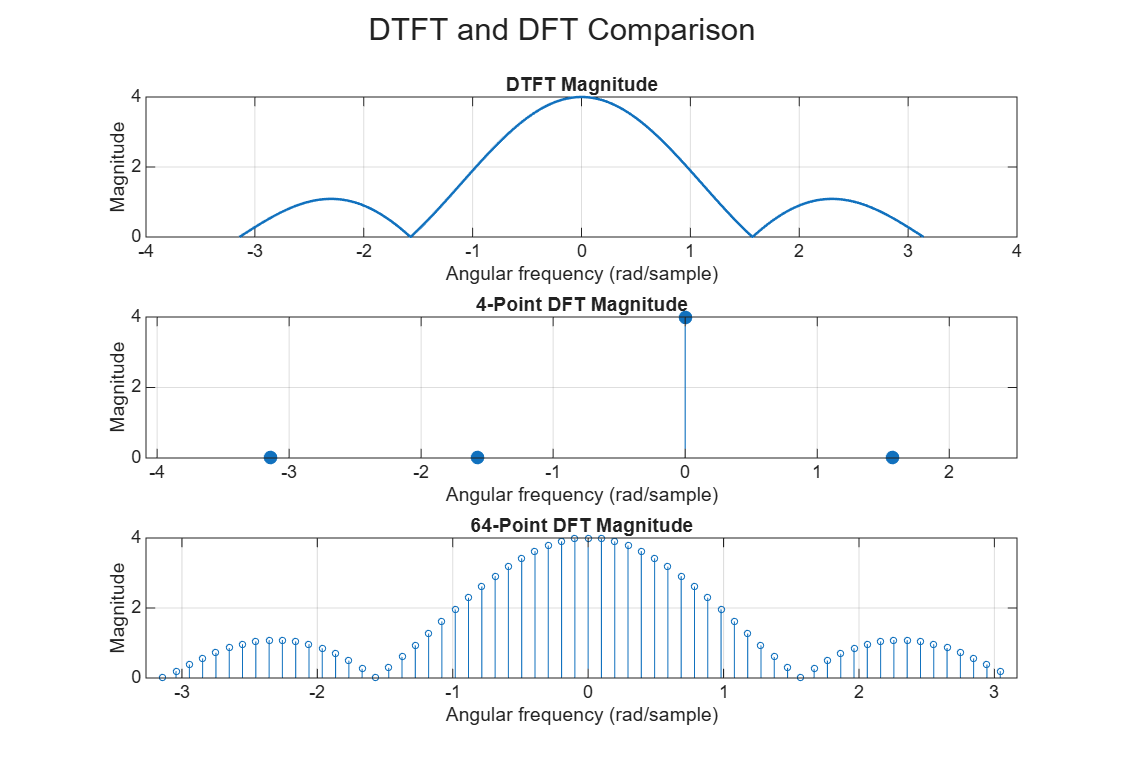 DTFT and DFT Comparison
DTFT Magnitude
Magnitude
4
2
0
-4 -3 -2 -1 0 1 2 3 4
Angular frequency (rad/sample)
4-Point DFT Magnitude
Magnitude
4
2
0
-4 -3 -2 -1 0 1 2
Angular frequency (rad/sample)
64-Point DFT Magnitude
Magnitude
4
2
0
-3 -2 -1 0 1 2 3
Angular frequency (rad/sample)